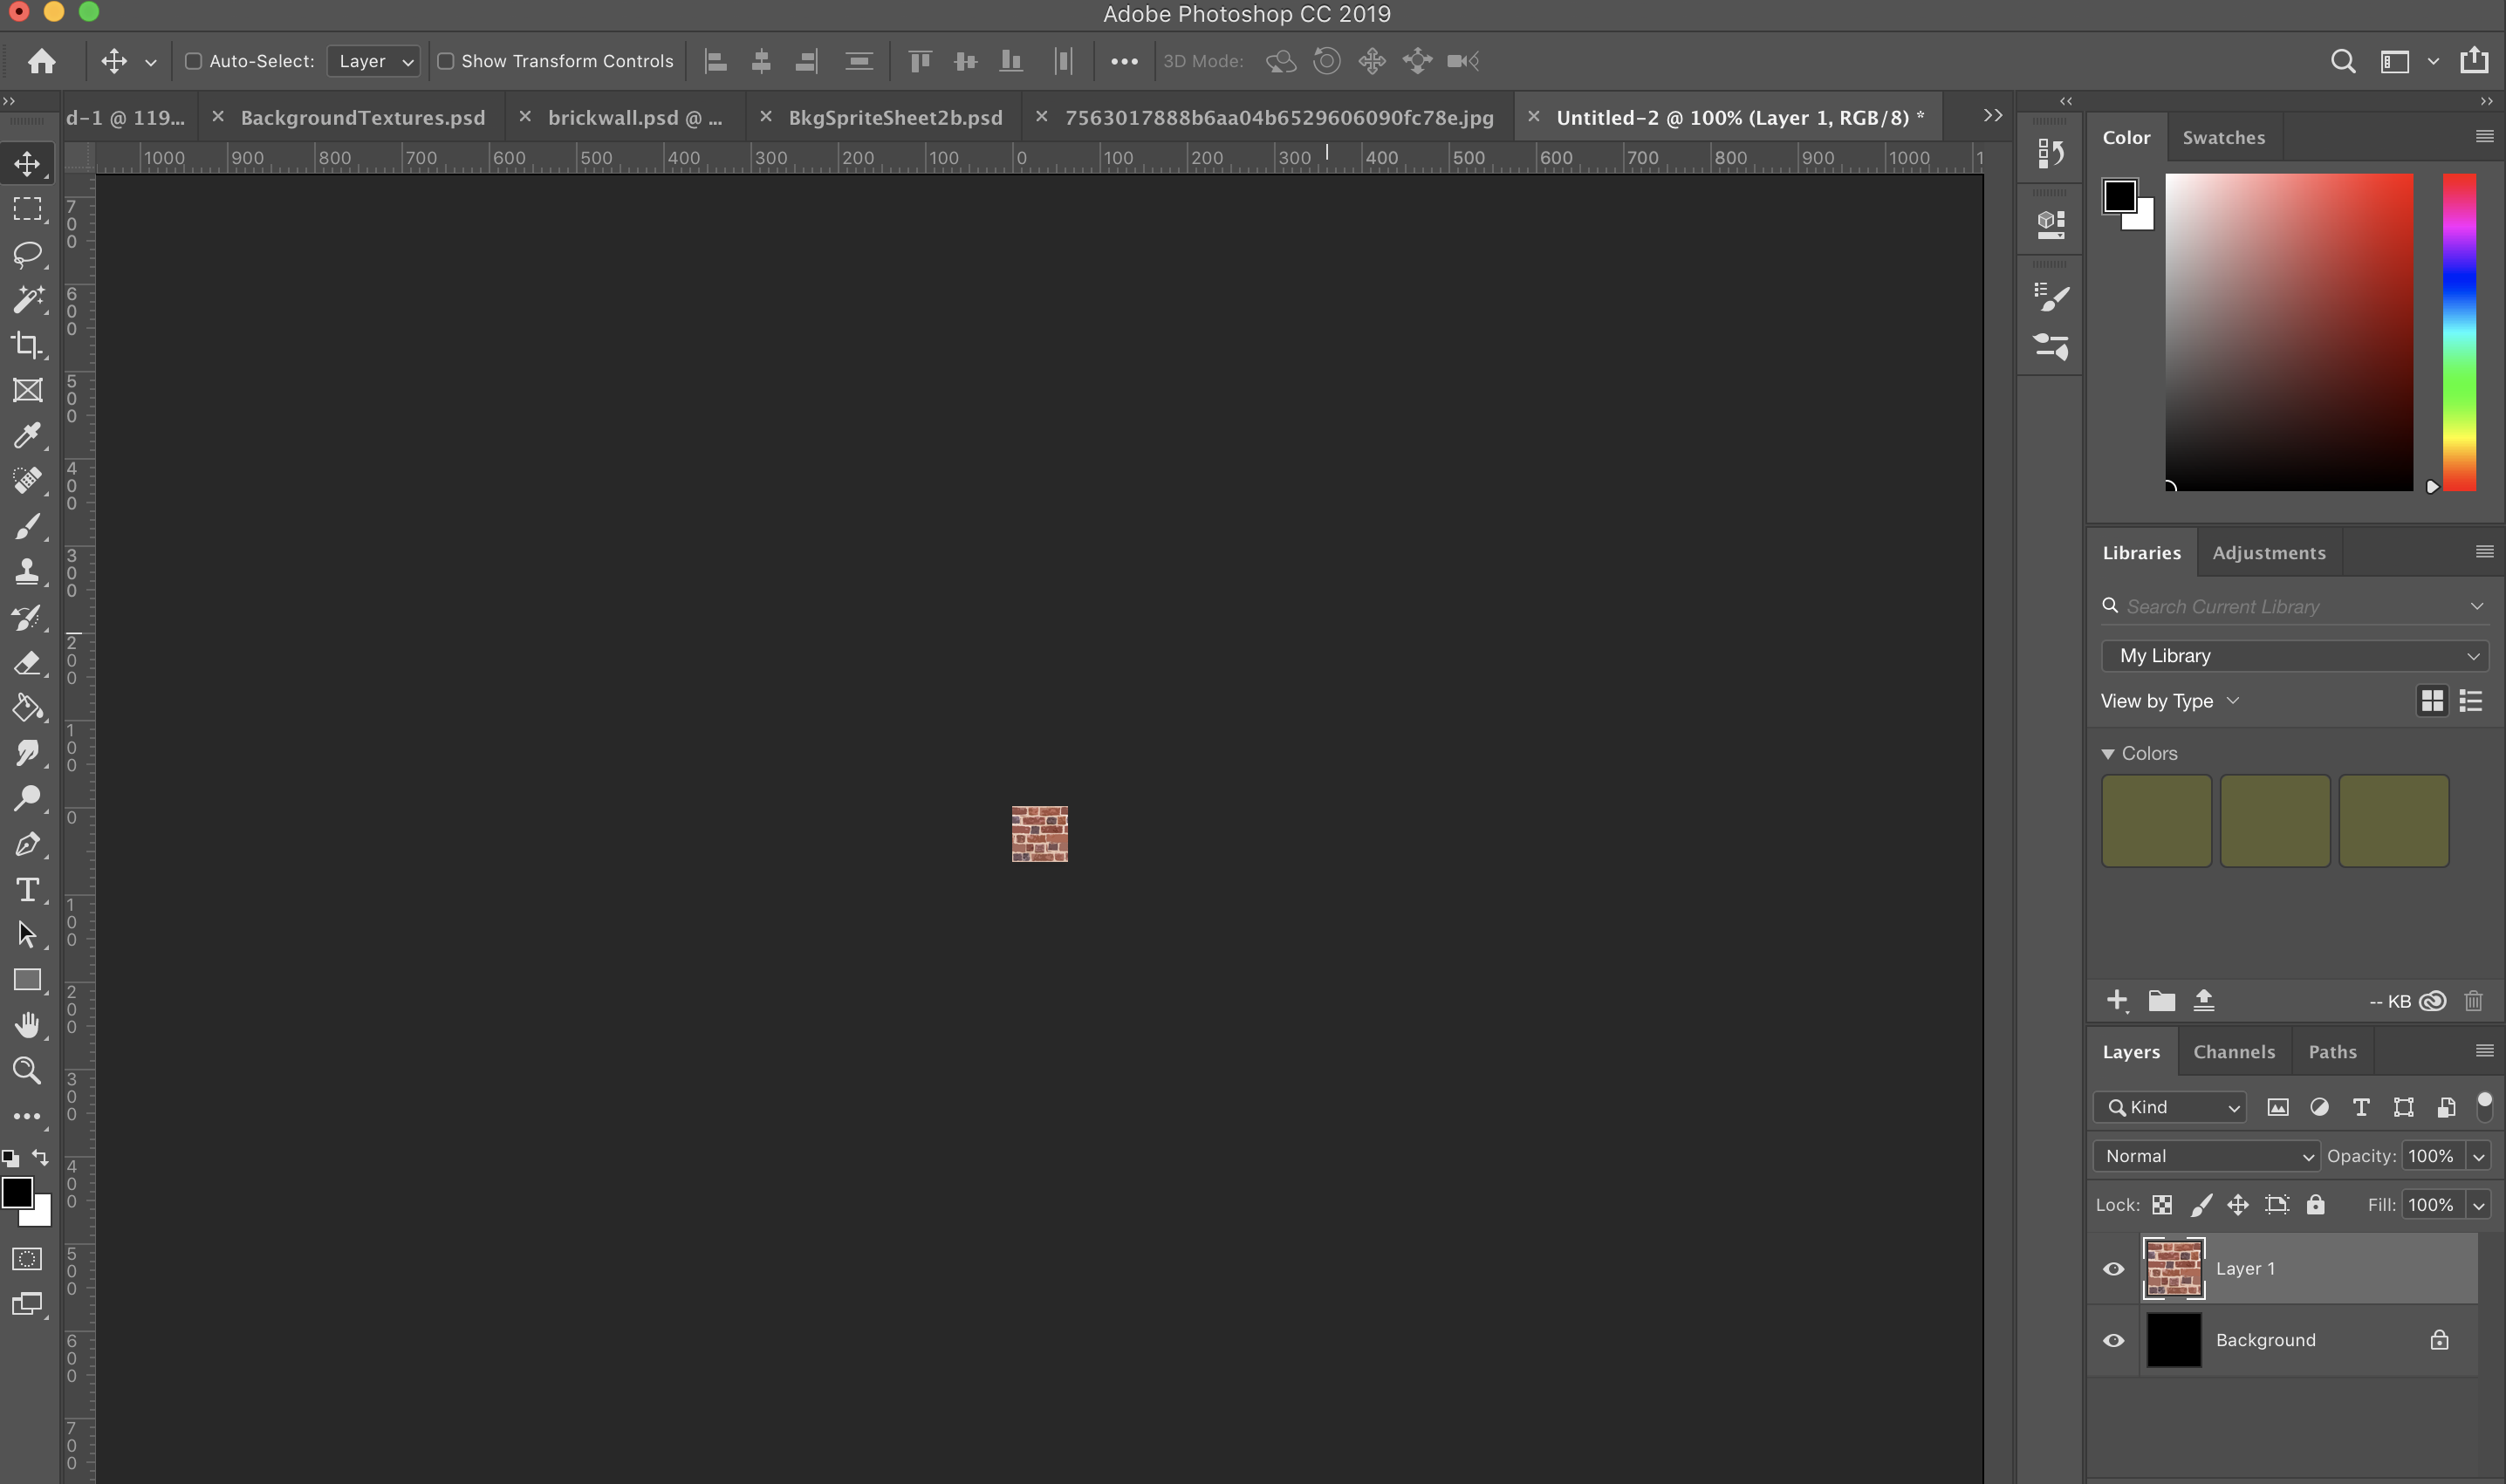 Adobe Photoshop CC 2019
Auto-Select: Layer Show Transform Controls 3D Mode:
d-1 @ 119... × BackgroundTextures.psd × brickwall.psd @ ... × BkgSpriteSheet2b.psd × 7563017888b6aa04b6529606090fc78e.jpg × Untitled-2 @ 100% (Layer 1, RGB/8) *
1000 900 800 700 600 500 400 300 200 100 0 100 200 300 400 500 600 700 800 900 1000 1
700
600
500
400
300
200
100
0
100
200
300
400
500
600
700
Color Swatches
Libraries Adjustments
Search Current Library
My Library
View by Type
Colors
-- KB
Layers Channels Paths
Kind
Normal Opacity: 100%
Lock: Fill: 100%
Layer 1
Background